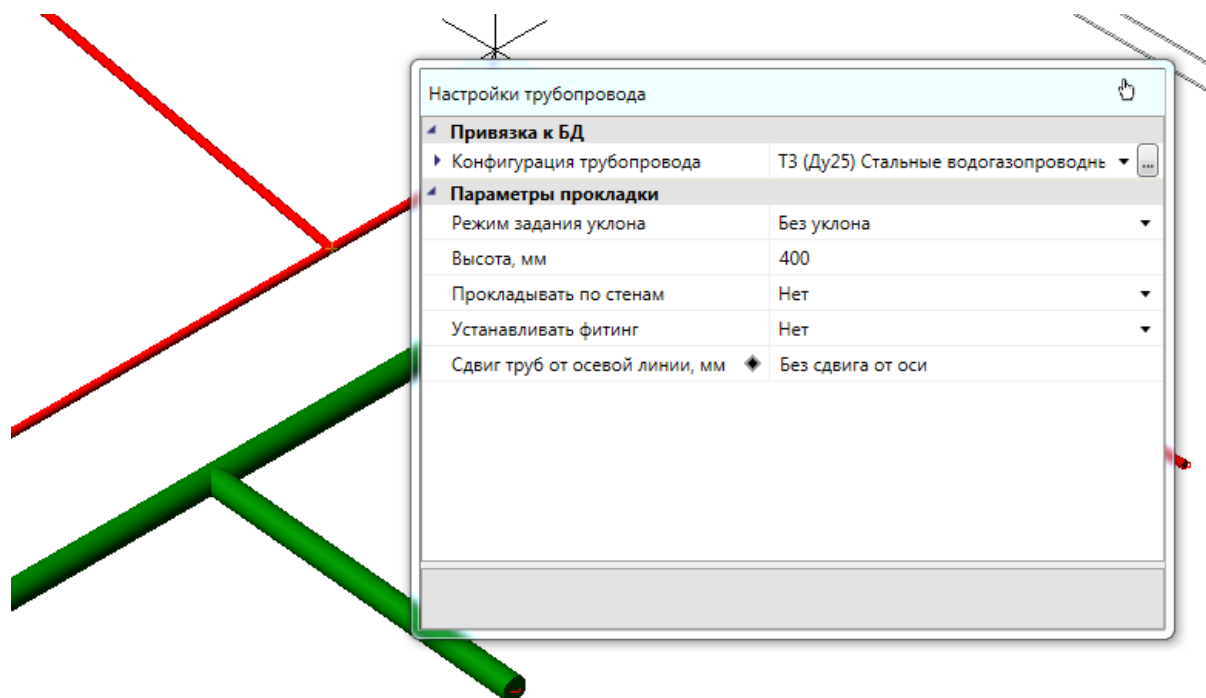 Настройки трубопровода
Привязка к БД
Конфигурация трубопровода Т3 (Ду25) Стальные водогазопроводнь ...
Параметры прокладки
Режим задания уклона Без уклона
Высота, мм 400
Прокладывать по стенам Нет
Устанавливать фитинг Нет
Сдвиг труб от осевой линии, мм Без сдвига от оси